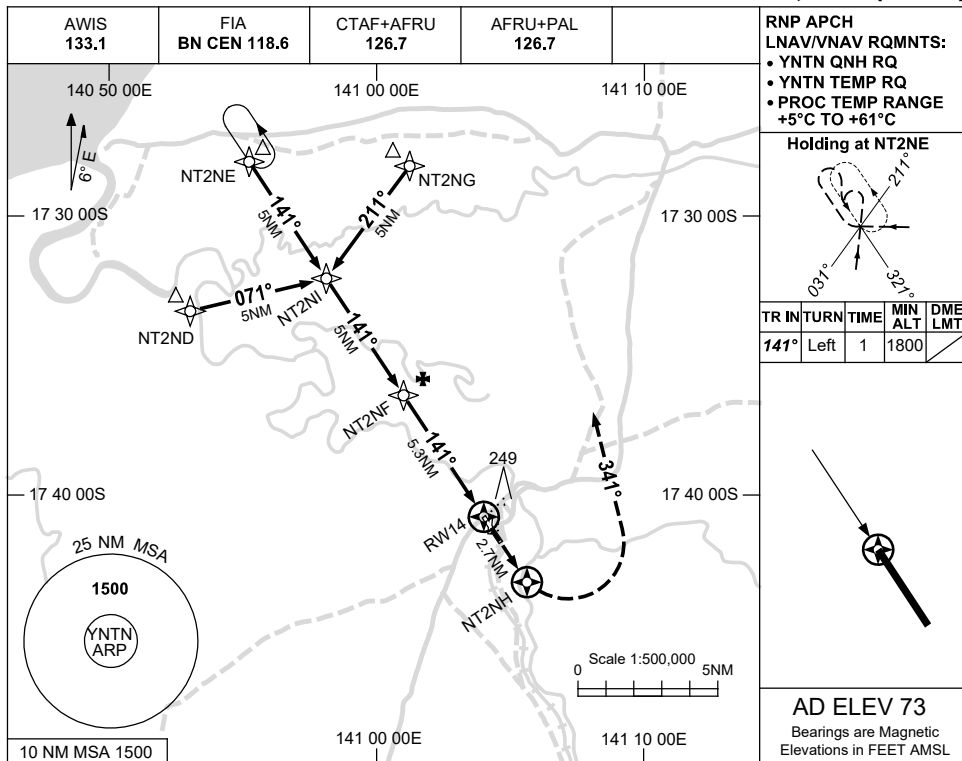 AWIS
133.1
FIA
BN CEN 118.6
CTAF+AFRU
126.7
AFRU+PAL
126.7
RNP APCH
LNAV/VNAV RQMNTS:
• YNTN QNH RQ
• YNTN TEMP RQ
• PROC TEMP RANGE
+5°C TO +61°C
140 50 00E
141 00 00E
141 10 00E
6° E
NT2NE
NT2NG
141°
5NM
211°
5NM
17 30 00S
17 30 00S
071°
5NM
NT2NI
NT2ND
141°
5NM
NT2NF
141°
5.3NM
249
341°
17 40 00S
17 40 00S
RW14
2.7NM
NT2NH
25 NM MSA
1500
YNTN
ARP
Scale 1:500,000
0
5NM
141 00 00E
141 10 00E
10 NM MSA 1500
Holding at NT2NE
211°
031°
321°
TR IN TURN TIME MIN ALT DME LMT
141° Left 1 1800
AD ELEV 73
Bearings are Magnetic
Elevations in FEET AMSL